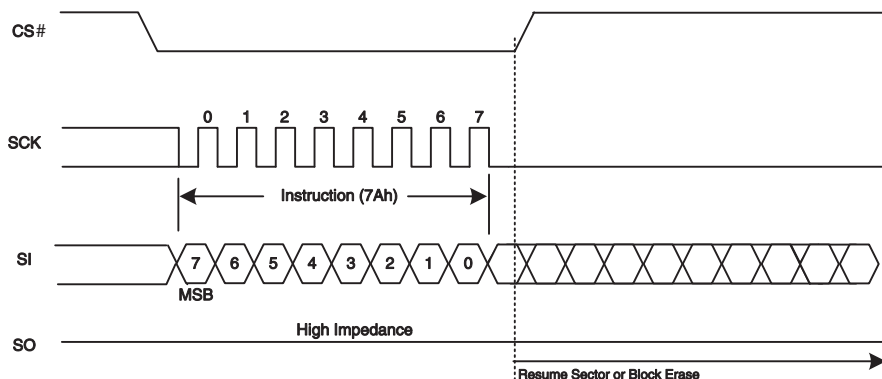 CS#
0 1 2 3 4 5 6 7
SCK
Instruction (7Ah)
SI
7 6 5 4 3 2 1 0
MSB
High Impedance
SO
Resume Sector or Block Erase